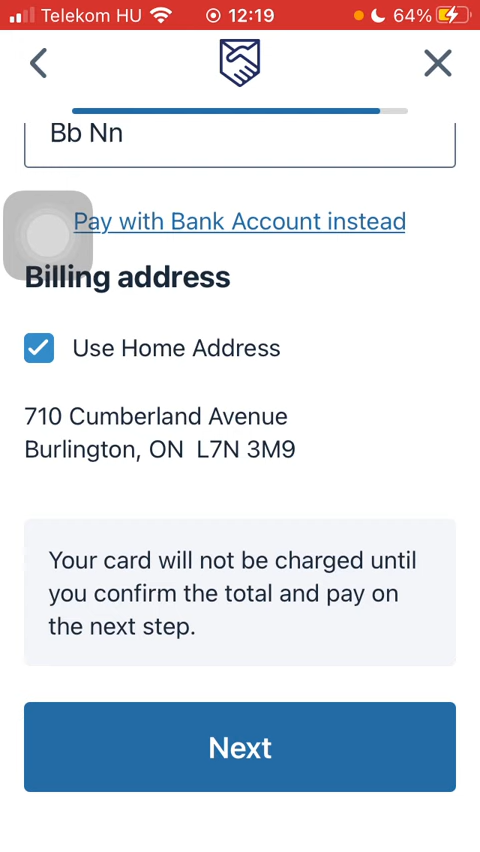 Telekom HU 12:19 64%
Bb Nn
Pay with Bank Account instead
Billing address
Use Home Address
710 Cumberland Avenue
Burlington, ON L7N 3M9
Your card will not be charged until
you confirm the total and pay on
the next step.
Next